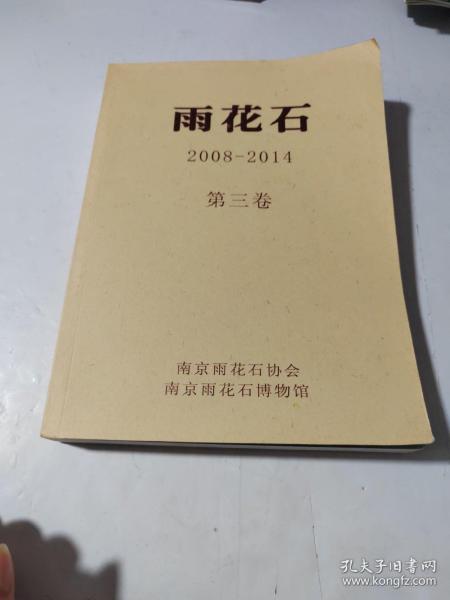 雨花石
2008-2014
第三卷
南京雨花石协会
南京雨花石博物馆
孔夫子旧书网
www.kongfz.com